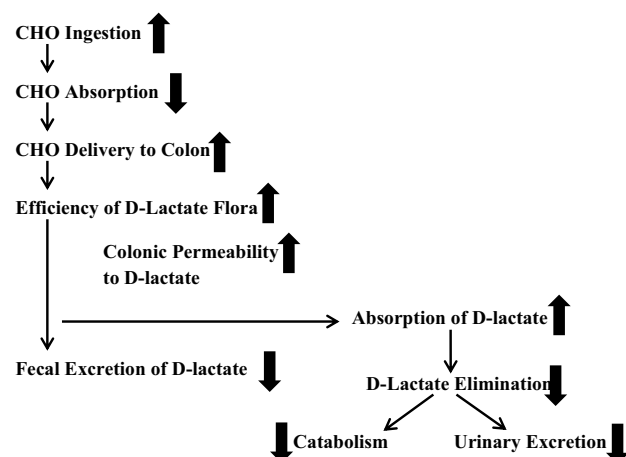 CHO Ingestion
CHO Absorption
CHO Delivery to Colon
Efficiency of D-Lactate Flora
Colonic Permeability
to D-lactate
Absorption of D-lactate
Fecal Excretion of D-lactate
D-Lactate Elimination
Catabolism
Urinary Excretion